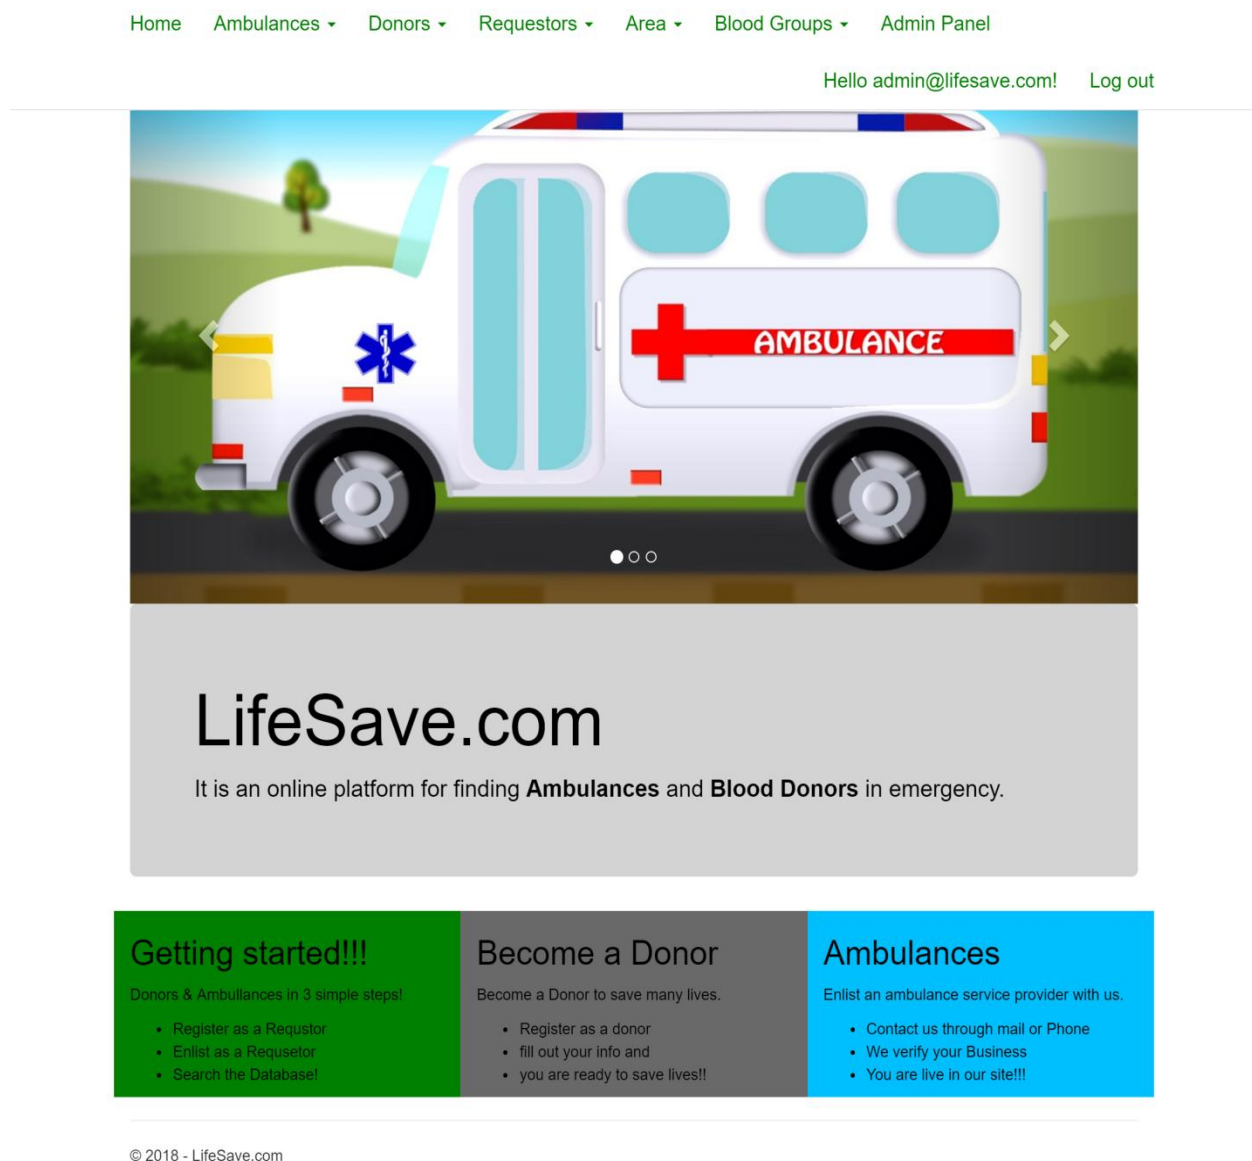 Home Ambulances Donors Requestors Area Blood Groups Admin Panel
Hello admin@lifesave.com! Log out
AMBULANCE
LifeSave.com
It is an online platform for finding Ambulances and Blood Donors in emergency.
Getting started!!!
Donors & Ambullances in 3 simple steps!
• Register as a Requstor
• Enlist as a Requsetor
• Search the Database!
Become a Donor
Become a Donor to save many lives.
• Register as a donor
• fill out your info and
• you are ready to save lives!!
Ambulances
Enlist an ambulance service provider with us.
• Contact us through mail or Phone
• We verify your Business
• You are live in our site!!!
© 2018 - LifeSave.com